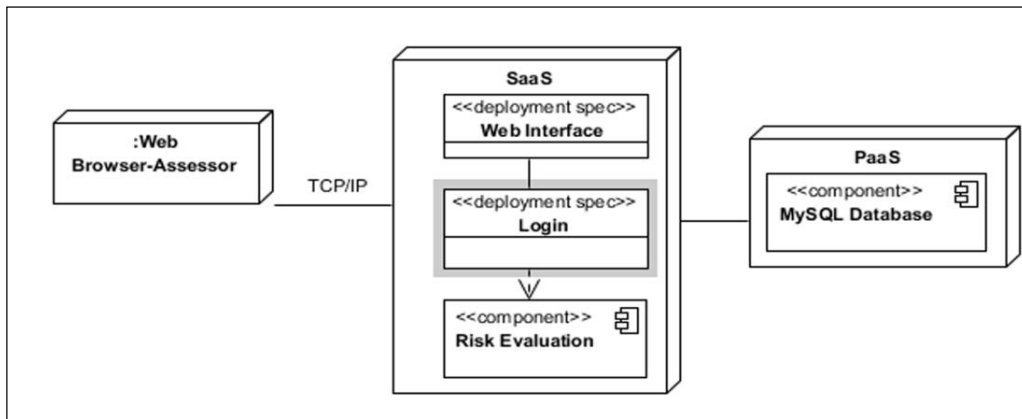 :Web
Browser-Assessor
TCP/IP
SaaS
<<deployment spec>>
Web Interface
<<deployment spec>>
Login
<<component>>
Risk Evaluation
PaaS
<<component>>
MySQL Database